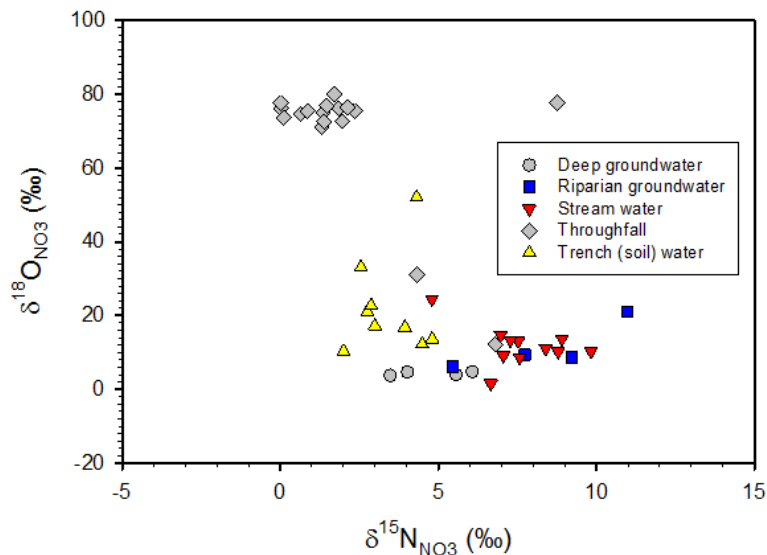 100
80
60
40
20
0
-20
δ18ONO3 (‰)
Deep groundwater
Riparian groundwater
Stream water
Throughfall
Trench (soil) water
-5 0 5 10 15
δ15NNO3 (‰)